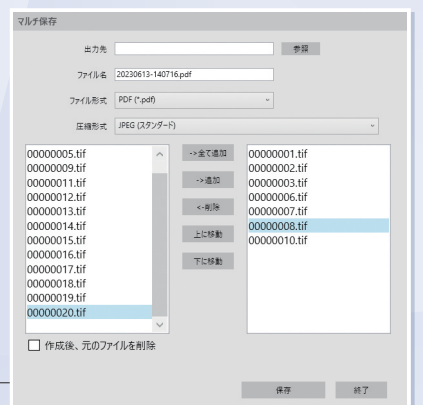 マルチ保存
出力先
参照
ファイル名 20230613-140716.pdf
ファイル形式 PDF (*.pdf)
圧縮形式 JPEG (スタンダード)
00000005.tif
00000009.tif
00000011.tif
00000012.tif
00000013.tif
00000014.tif
00000015.tif
00000016.tif
00000017.tif
00000018.tif
00000019.tif
00000020.tif
->全て追加
->追加
<-削除
上に移動
下に移動
00000001.tif
00000002.tif
00000003.tif
00000006.tif
00000007.tif
00000008.tif
00000010.tif
作成後、元のファイルを削除
保存
終了